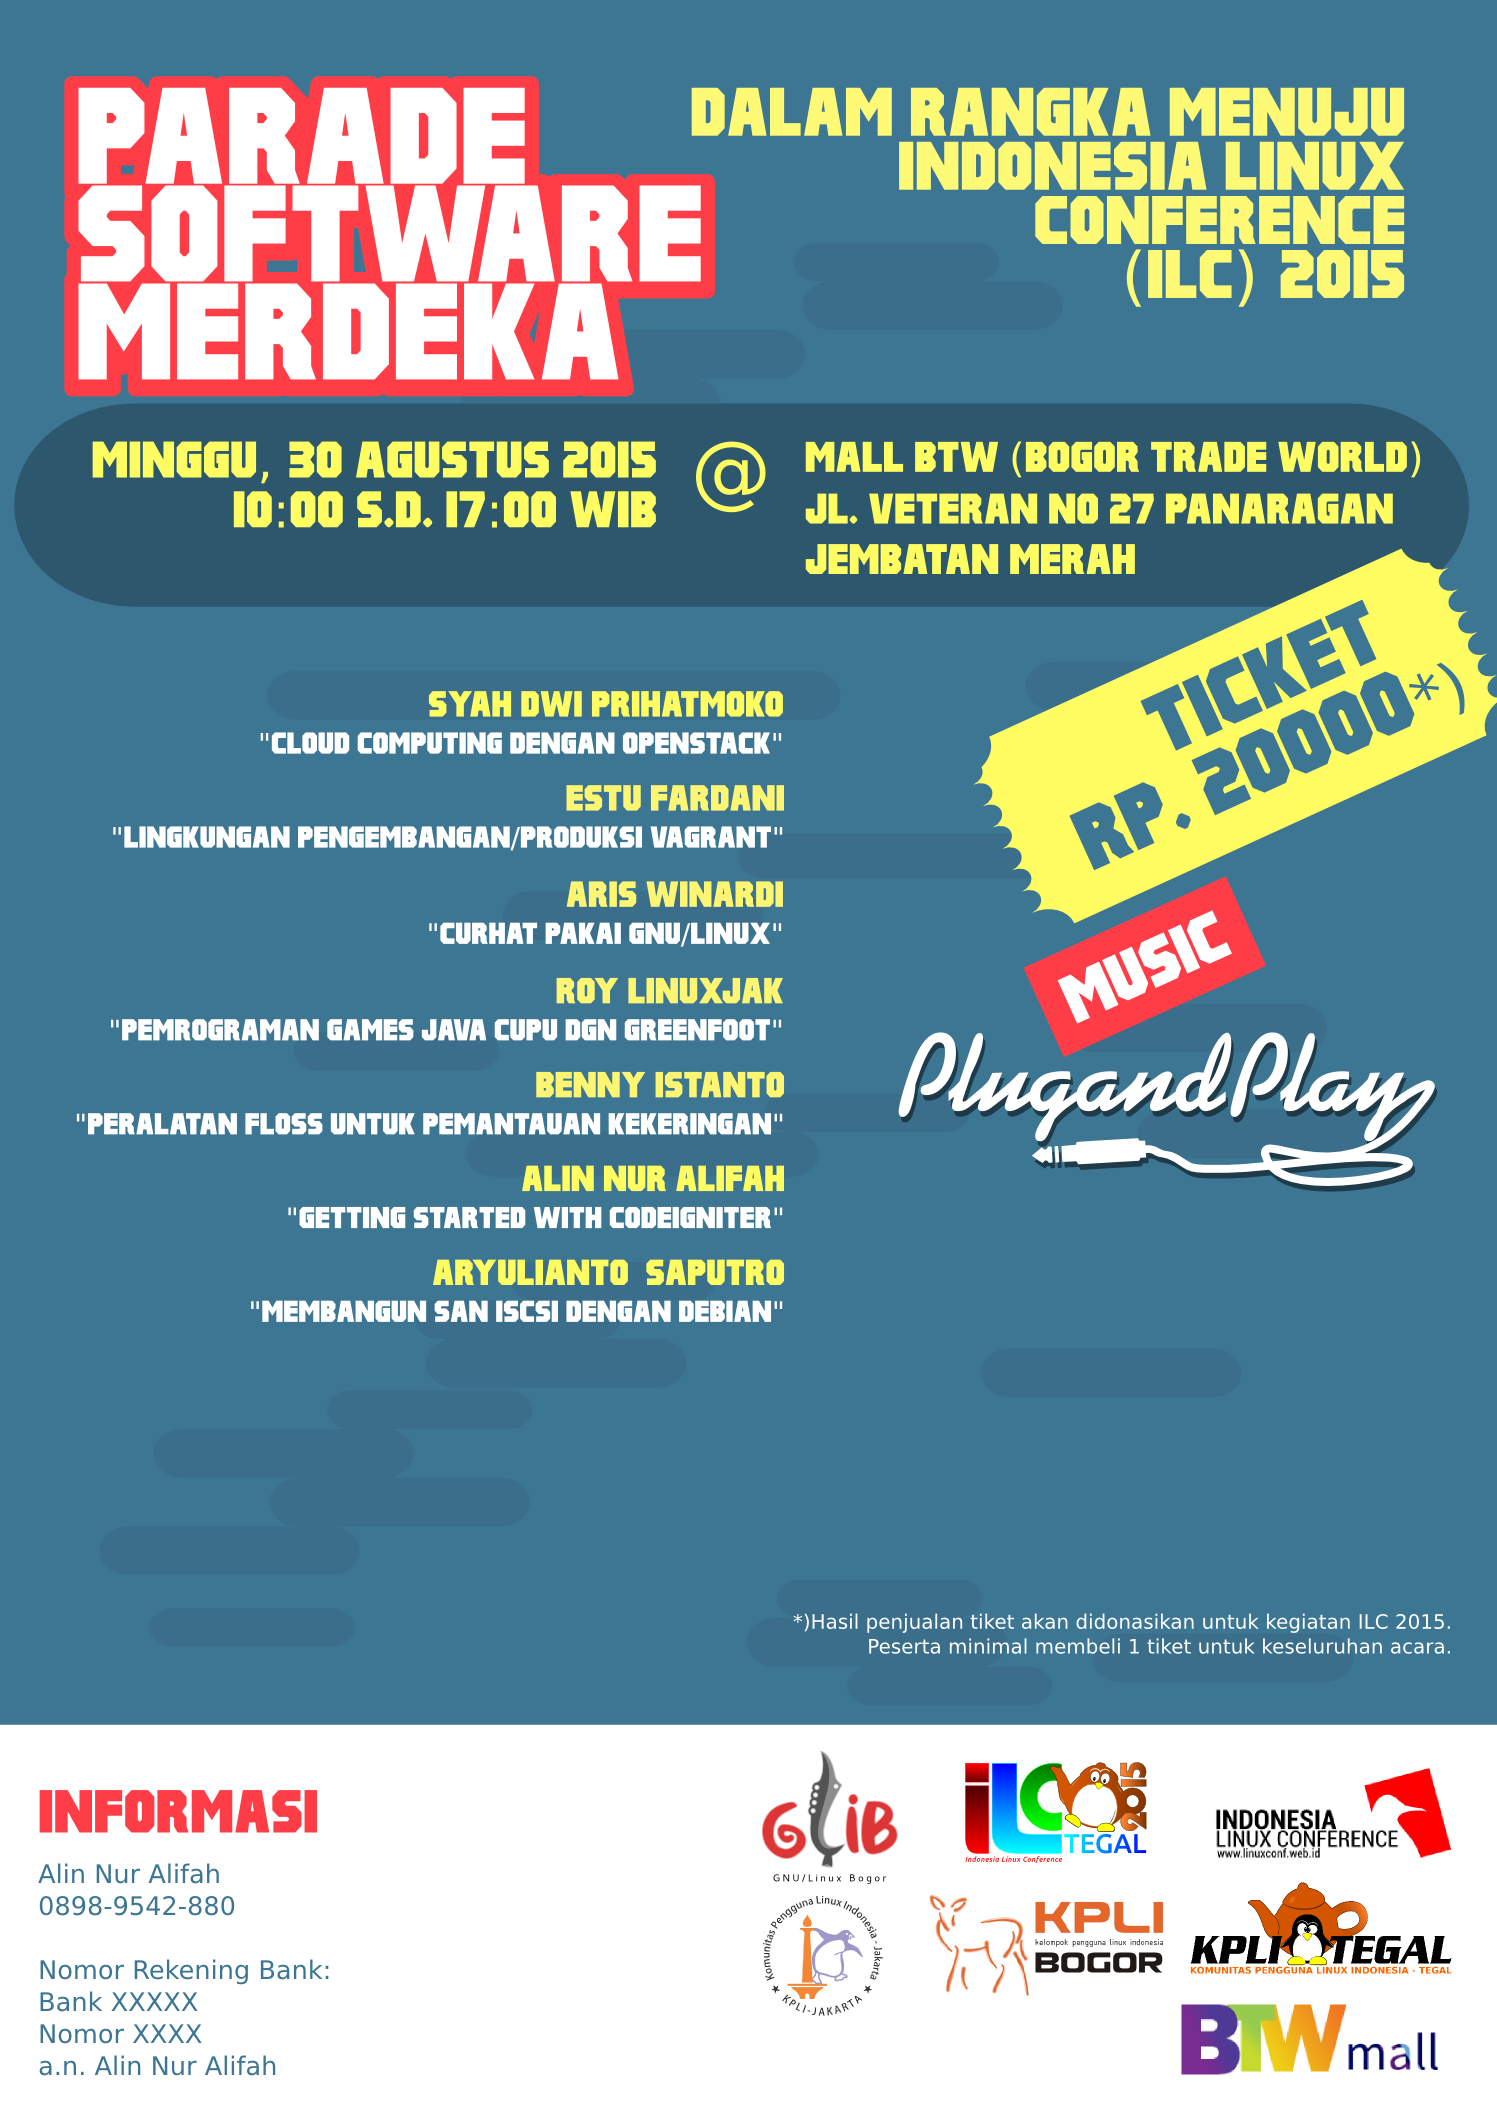 PARADE
SOFTWARE
MERDEKA
DALAM RANGKA MENUJU
INDONESIA LINUX
CONFERENCE
(ILC) 2015
MINGGU, 30 AGUSTUS 2015
10:00 S.D. 17:00 WIB
@
MALL BTW (BOGOR TRADE WORLD)
JL. VETERAN NO 27 PANARAGAN
JEMBATAN MERAH
TICKET
RP. 20000*)
SYAH DWI PRIHATMOKO
"CLOUD COMPUTING DENGAN OPENSTACK"
ESTU FARDANI
"LINGKUNGAN PENGEMBANGAN/PRODUKSI VAGRANT"
ARIS WINARDI
"CURHAT PAKAI GNU/LINUX"
ROY LINUXJAK
"PEMROGRAMAN GAMES JAVA CUPU DGN GREENFOOT"
BENNY ISTANTO
"PERALATAN FLOSS UNTUK PEMANTAUAN KEKERINGAN"
ALIN NUR ALIFAH
"GETTING STARTED WITH CODEIGNITER"
ARYULIANTO SAPUTRO
"MEMBANGUN SAN ISCSI DENGAN DEBIAN"
MUSIC
PlugandPlay
*)Hasil penjualan tiket akan didonasikan untuk kegiatan ILC 2015.
Peserta minimal membeli 1 tiket untuk keseluruhan acara.
INFORMASI
Alin Nur Alifah
0898-9542-880
Nomor Rekening Bank:
Bank XXXXX
Nomor XXXX
a.n. Alin Nur Alifah
GLiB
GNU/Linux Bogor
iLC 2015
TEGAL
Indonesia Linux Conference
INDONESIA
LINUX CONFERENCE
www.linuxconf.web.id
Komunitas Pengguna Linux Indonesia - Jakarta
★ KPLI-JAKARTA ★
KPLI
kelompok pengguna linux indonesia
BOGOR
KPLI TEGAL
KOMUNITAS PENGGUNA LINUX INDONESIA - TEGAL
BTW mall